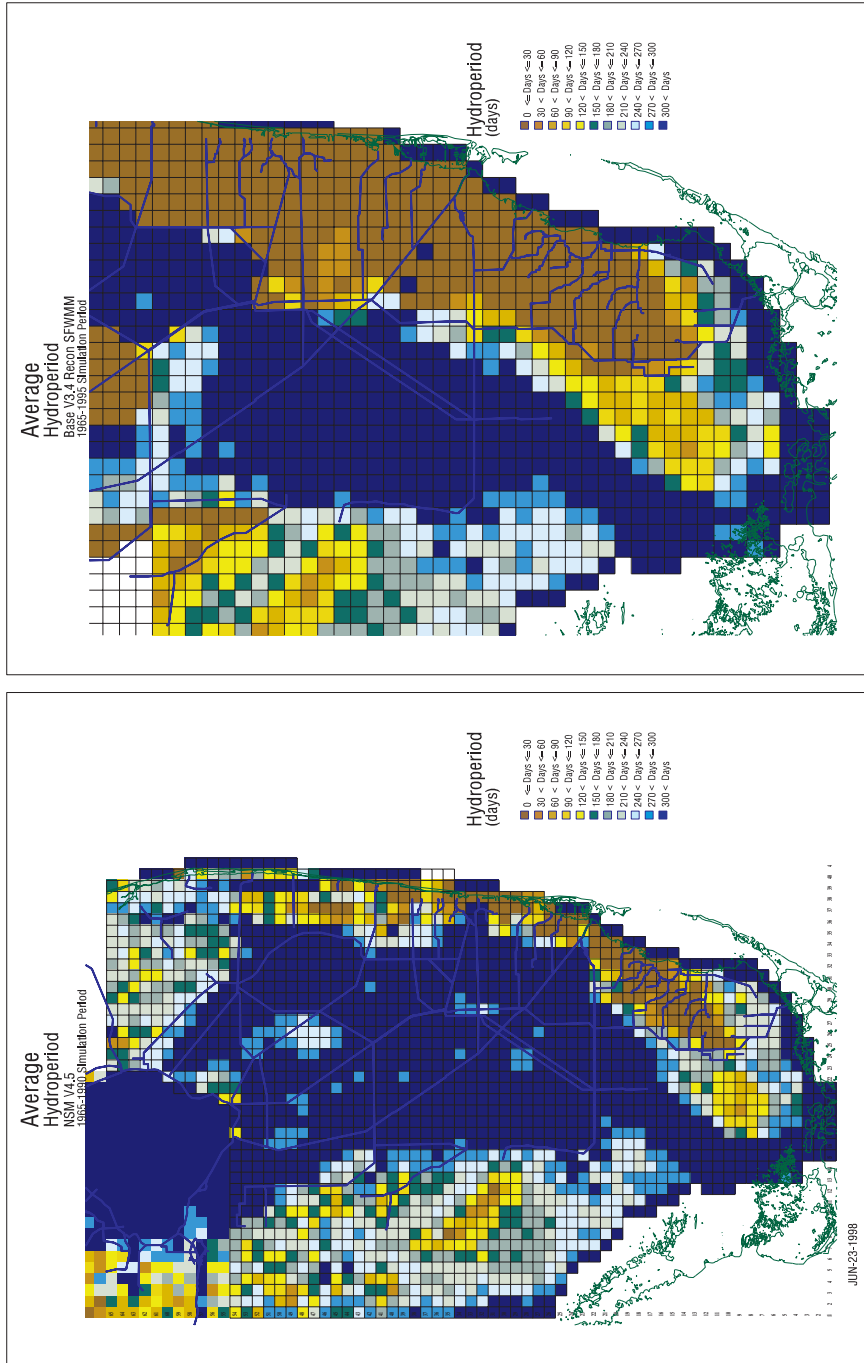 Average
Hydroperiod
Base V3.4 Recon SFWMM
1965-1995 Simulation Period
Hydroperiod
(days)
0 <= Days <= 30
30 < Days <= 60
60 < Days <= 90
90 < Days <= 120
120 < Days <= 150
150 < Days <= 180
180 < Days <= 210
210 < Days <= 240
240 < Days <= 270
270 < Days <= 300
300 < Days
Average
Hydroperiod
NSM V4.5
1965-1990 Simulation Period
Hydroperiod
(days)
0 <= Days <= 30
30 < Days <= 60
60 < Days <= 90
90 < Days <= 120
120 < Days <= 150
150 < Days <= 180
180 < Days <= 210
210 < Days <= 240
240 < Days <= 270
270 < Days <= 300
300 < Days
JUN-23-1998